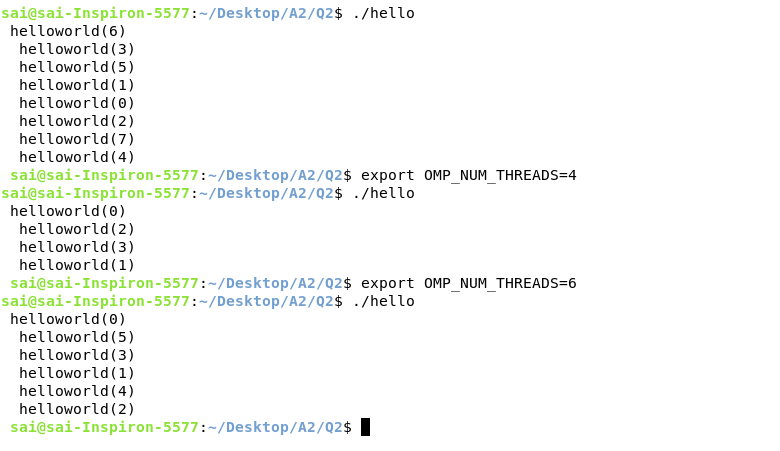 sai@sai-Inspiron-5577:~/Desktop/A2/Q2$ ./hello
 helloworld(6)
  helloworld(3)
  helloworld(5)
  helloworld(1)
  helloworld(0)
  helloworld(2)
  helloworld(7)
  helloworld(4)
 sai@sai-Inspiron-5577:~/Desktop/A2/Q2$ export OMP_NUM_THREADS=4
sai@sai-Inspiron-5577:~/Desktop/A2/Q2$ ./hello
 helloworld(0)
  helloworld(2)
  helloworld(3)
  helloworld(1)
 sai@sai-Inspiron-5577:~/Desktop/A2/Q2$ export OMP_NUM_THREADS=6
sai@sai-Inspiron-5577:~/Desktop/A2/Q2$ ./hello
 helloworld(0)
  helloworld(5)
  helloworld(3)
  helloworld(1)
  helloworld(4)
  helloworld(2)
 sai@sai-Inspiron-5577:~/Desktop/A2/Q2$